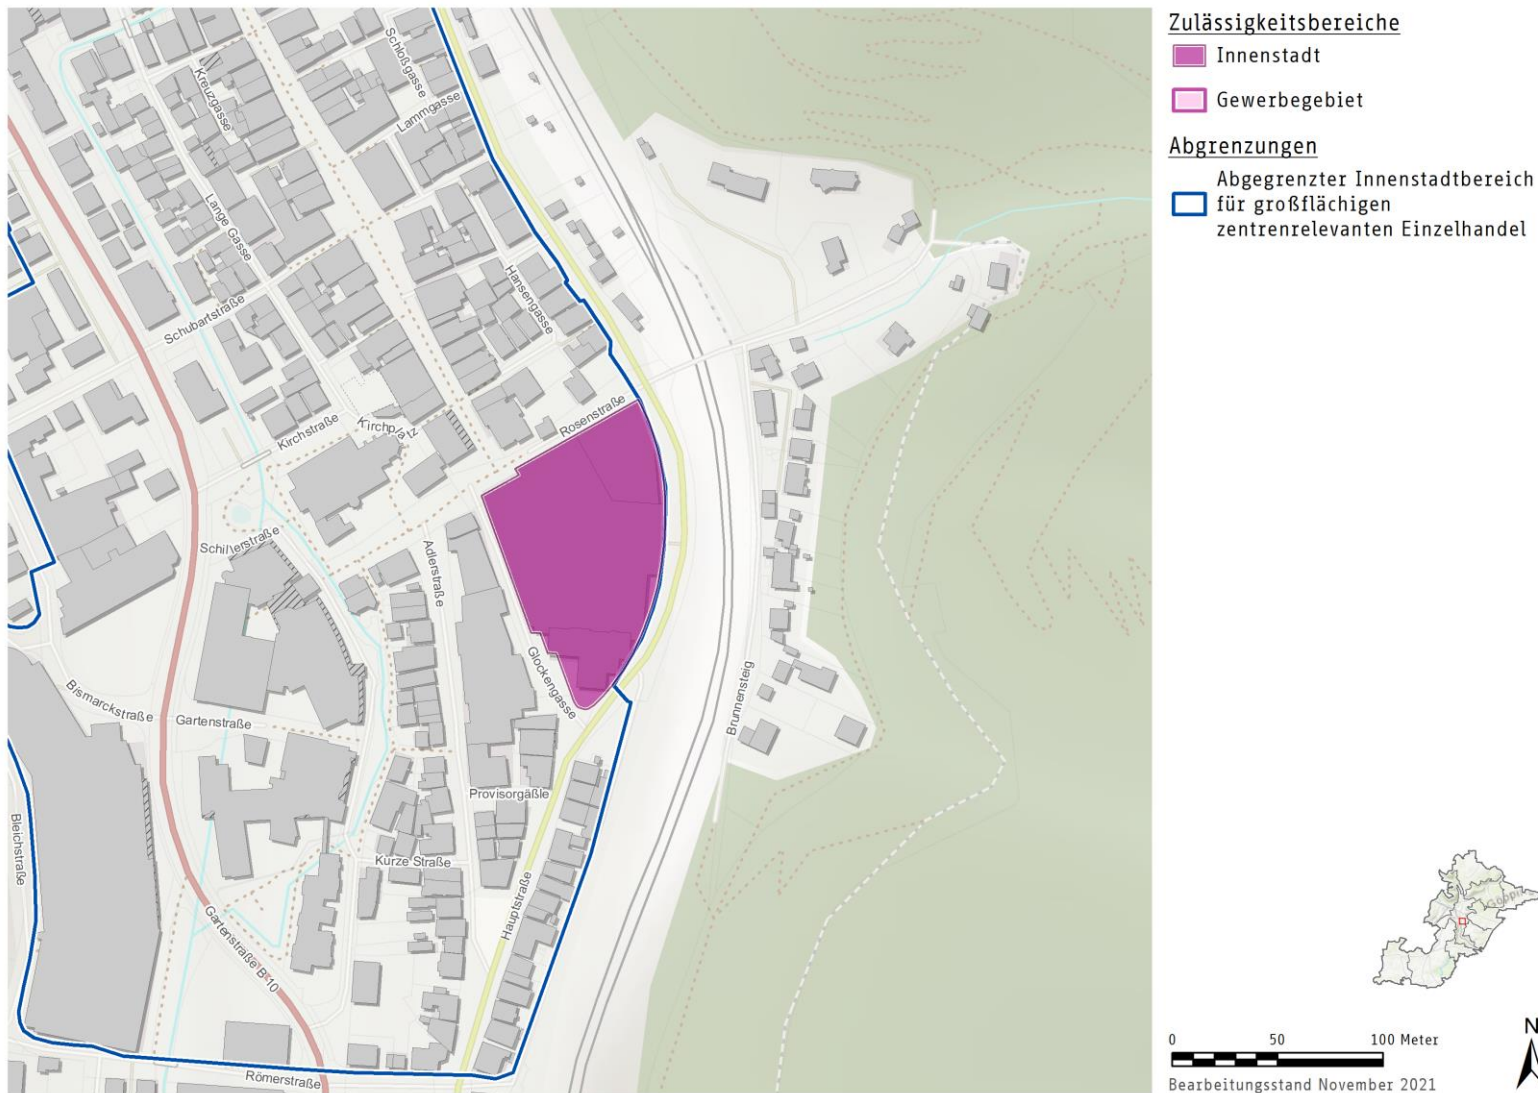 Zulässigkeitsbereiche
Innenstadt
Gewerbegebiet
Abgrenzungen
Abgegrenzter Innenstadtbereich
für großflächigen
zentrenrelevanten Einzelhandel
Schloßgasse
Kreuzgasse
Lammgasse
Lange Gasse
Hansengasse
Schubartstraße
Rosenstraße
Kirchstraße
Kirchplatz
Schillerstraße
Adlerstraße
Glockengasse
Brunnensteig
Bismarckstraße
Gartenstraße
Provisorgäßle
Bleichstraße
Kurze Straße
Hauptstraße
Gartenstraße B 10
Römerstraße
0 50 100 Meter
N
Bearbeitungsstand November 2021